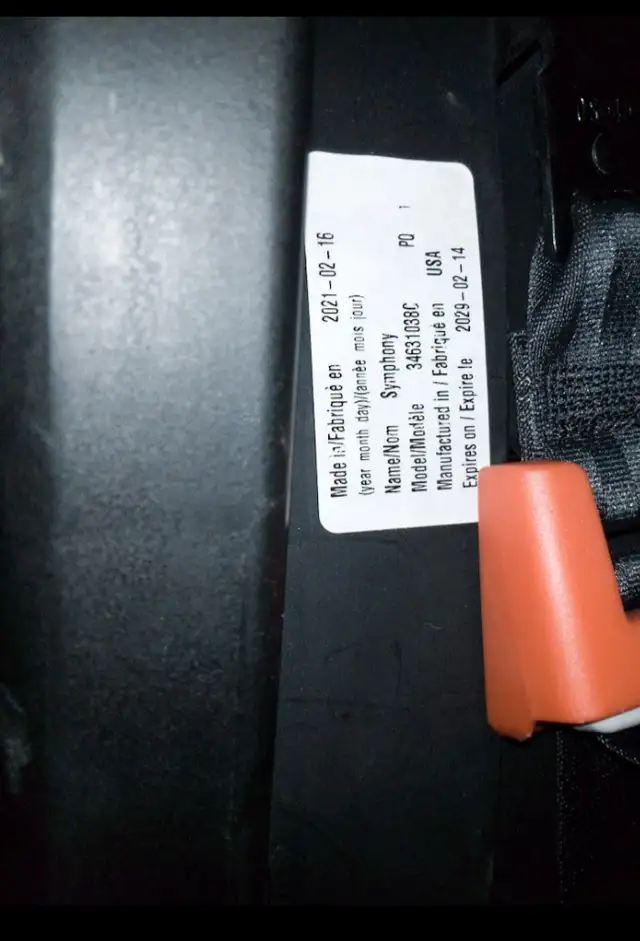 Made in/Fabriqué en 2021-02-16
(year month day)/(année mois jour)
Name/Nom Symphony
Model/Modèle 34631038C PO 1
Manufactured in / Fabriqué en USA
Expires on / Expire le 2029-02-14